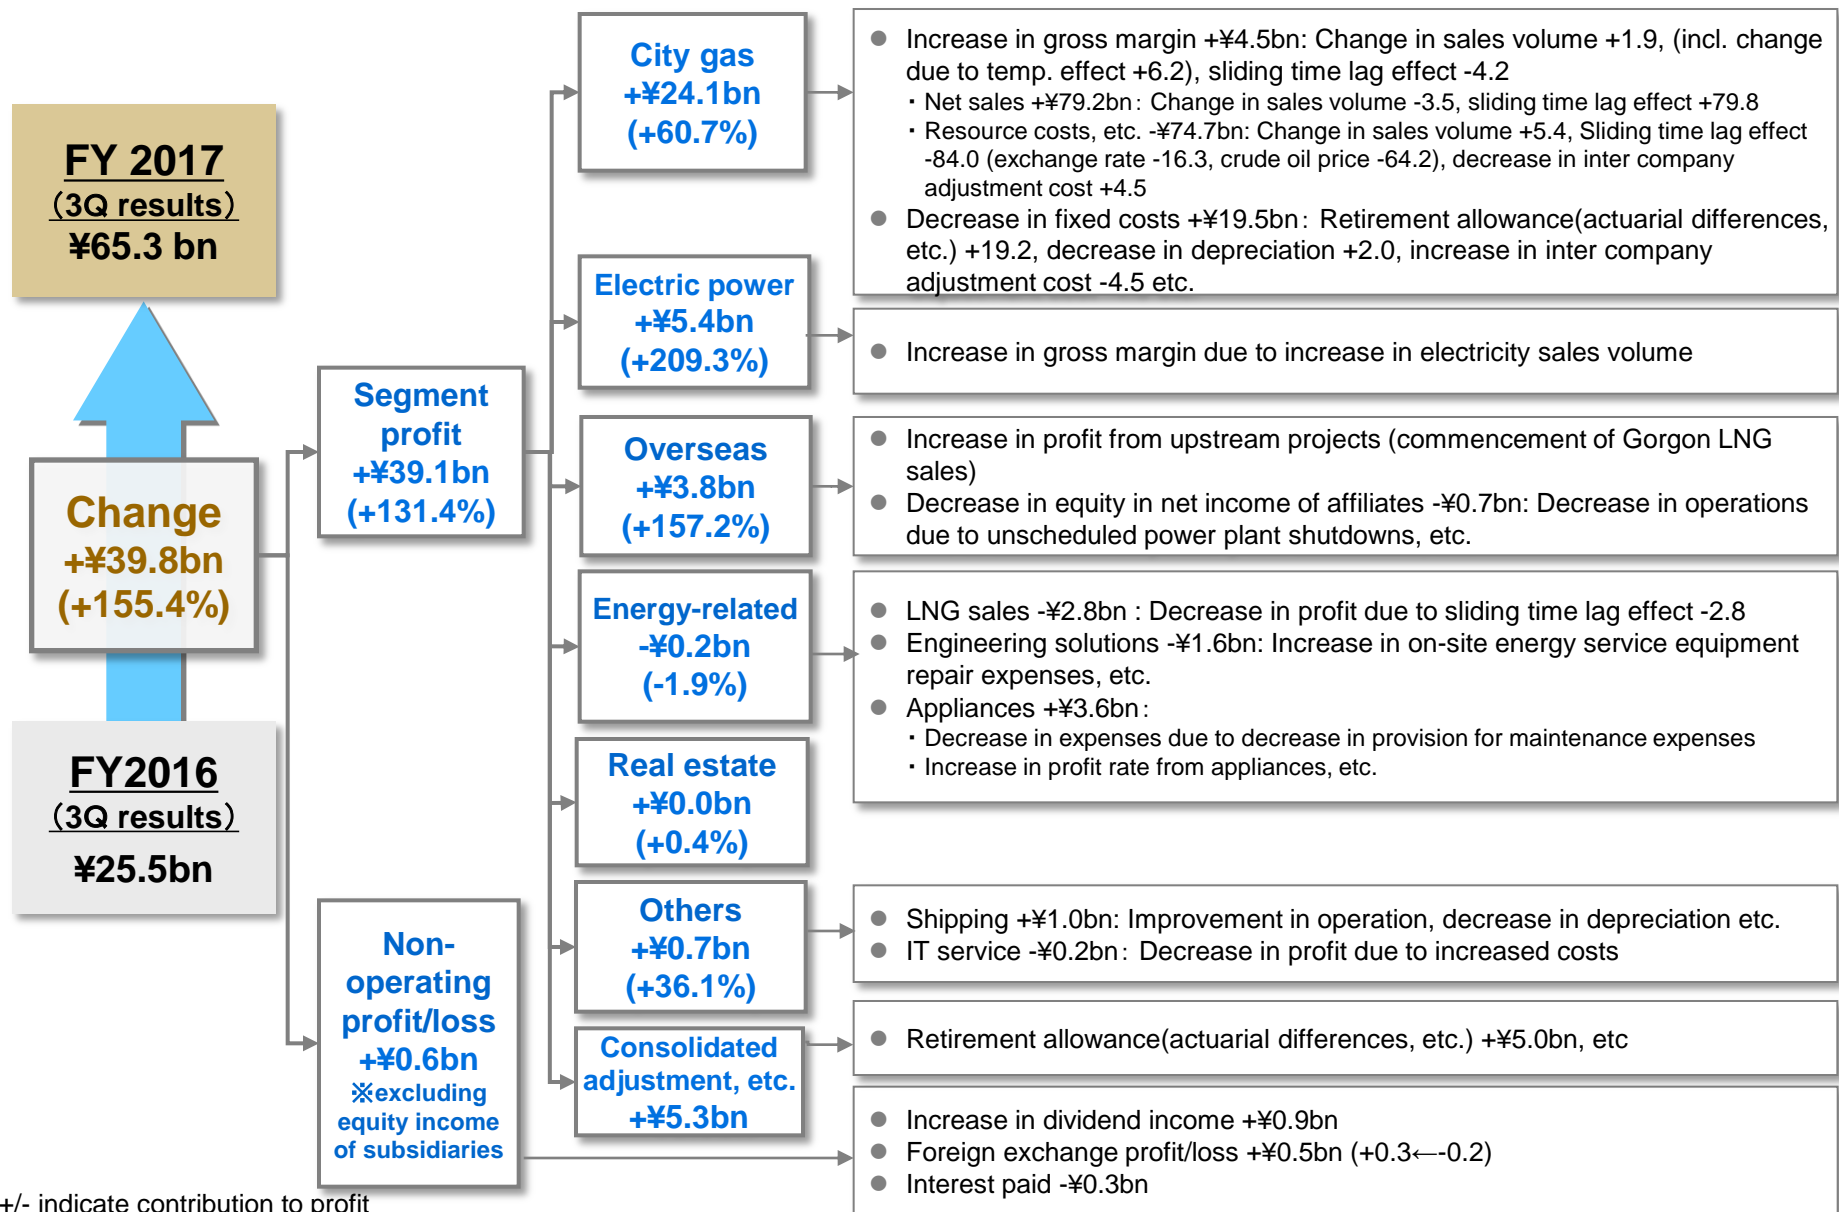 FY 2017
（3Q results）
¥65.3 bn
Change
+¥39.8bn
(+155.4%)
FY2016
（3Q results）
¥25.5bn
Segment
profit
+¥39.1bn
(+131.4%)
Non-
operating
profit/loss
+¥0.6bn
※excluding
equity income
of subsidiaries
City gas
+¥24.1bn
(+60.7%)
Electric power
+¥5.4bn
(+209.3%)
Overseas
+¥3.8bn
(+157.2%)
Energy-related
-¥0.2bn
(-1.9%)
Real estate
+¥0.0bn
(+0.4%)
Others
+¥0.7bn
(+36.1%)
Consolidated
adjustment, etc.
+¥5.3bn
● Increase in gross margin +¥4.5bn: Change in sales volume +1.9, (incl. change
due to temp. effect +6.2), sliding time lag effect -4.2
・Net sales +¥79.2bn：Change in sales volume -3.5, sliding time lag effect +79.8
・Resource costs, etc. -¥74.7bn: Change in sales volume +5.4, Sliding time lag effect
-84.0 (exchange rate -16.3, crude oil price -64.2), decrease in inter company
adjustment cost +4.5
● Decrease in fixed costs +¥19.5bn：Retirement allowance(actuarial differences,
etc.) +19.2, decrease in depreciation +2.0, increase in inter company
adjustment cost -4.5 etc.
● Increase in gross margin due to increase in electricity sales volume
● Increase in profit from upstream projects (commencement of Gorgon LNG
sales)
● Decrease in equity in net income of affiliates -¥0.7bn: Decrease in operations
due to unscheduled power plant shutdowns, etc.
● LNG sales -¥2.8bn : Decrease in profit due to sliding time lag effect -2.8
● Engineering solutions -¥1.6bn: Increase in on-site energy service equipment
repair expenses, etc.
● Appliances +¥3.6bn：
・Decrease in expenses due to decrease in provision for maintenance expenses
・Increase in profit rate from appliances, etc.
● Shipping +¥1.0bn: Improvement in operation, decrease in depreciation etc.
● IT service -¥0.2bn：Decrease in profit due to increased costs
● Retirement allowance(actuarial differences, etc.) +¥5.0bn, etc
● Increase in dividend income +¥0.9bn
● Foreign exchange profit/loss +¥0.5bn (+0.3←-0.2)
● Interest paid -¥0.3bn
+/- indicate contribution to profit